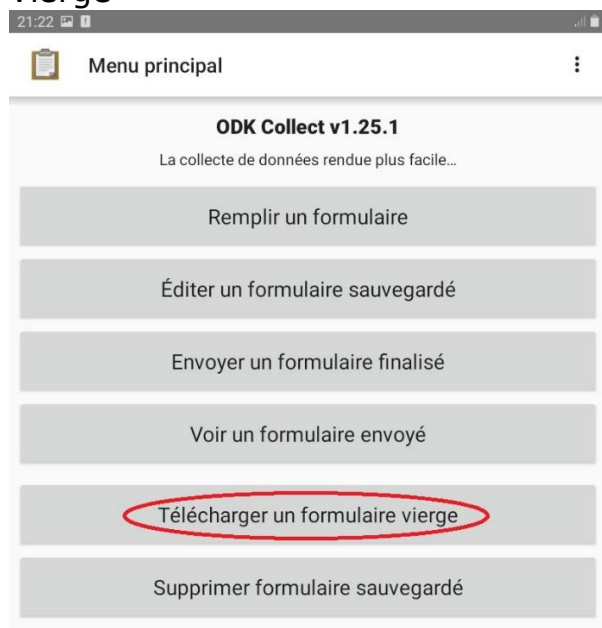 vierge
21:22
Menu principal
ODK Collect v1.25.1
La collecte de données rendue plus facile...
Remplir un formulaire
Éditer un formulaire sauvegardé
Envoyer un formulaire finalisé
Voir un formulaire envoyé
Télécharger un formulaire vierge
Supprimer formulaire sauvegardé